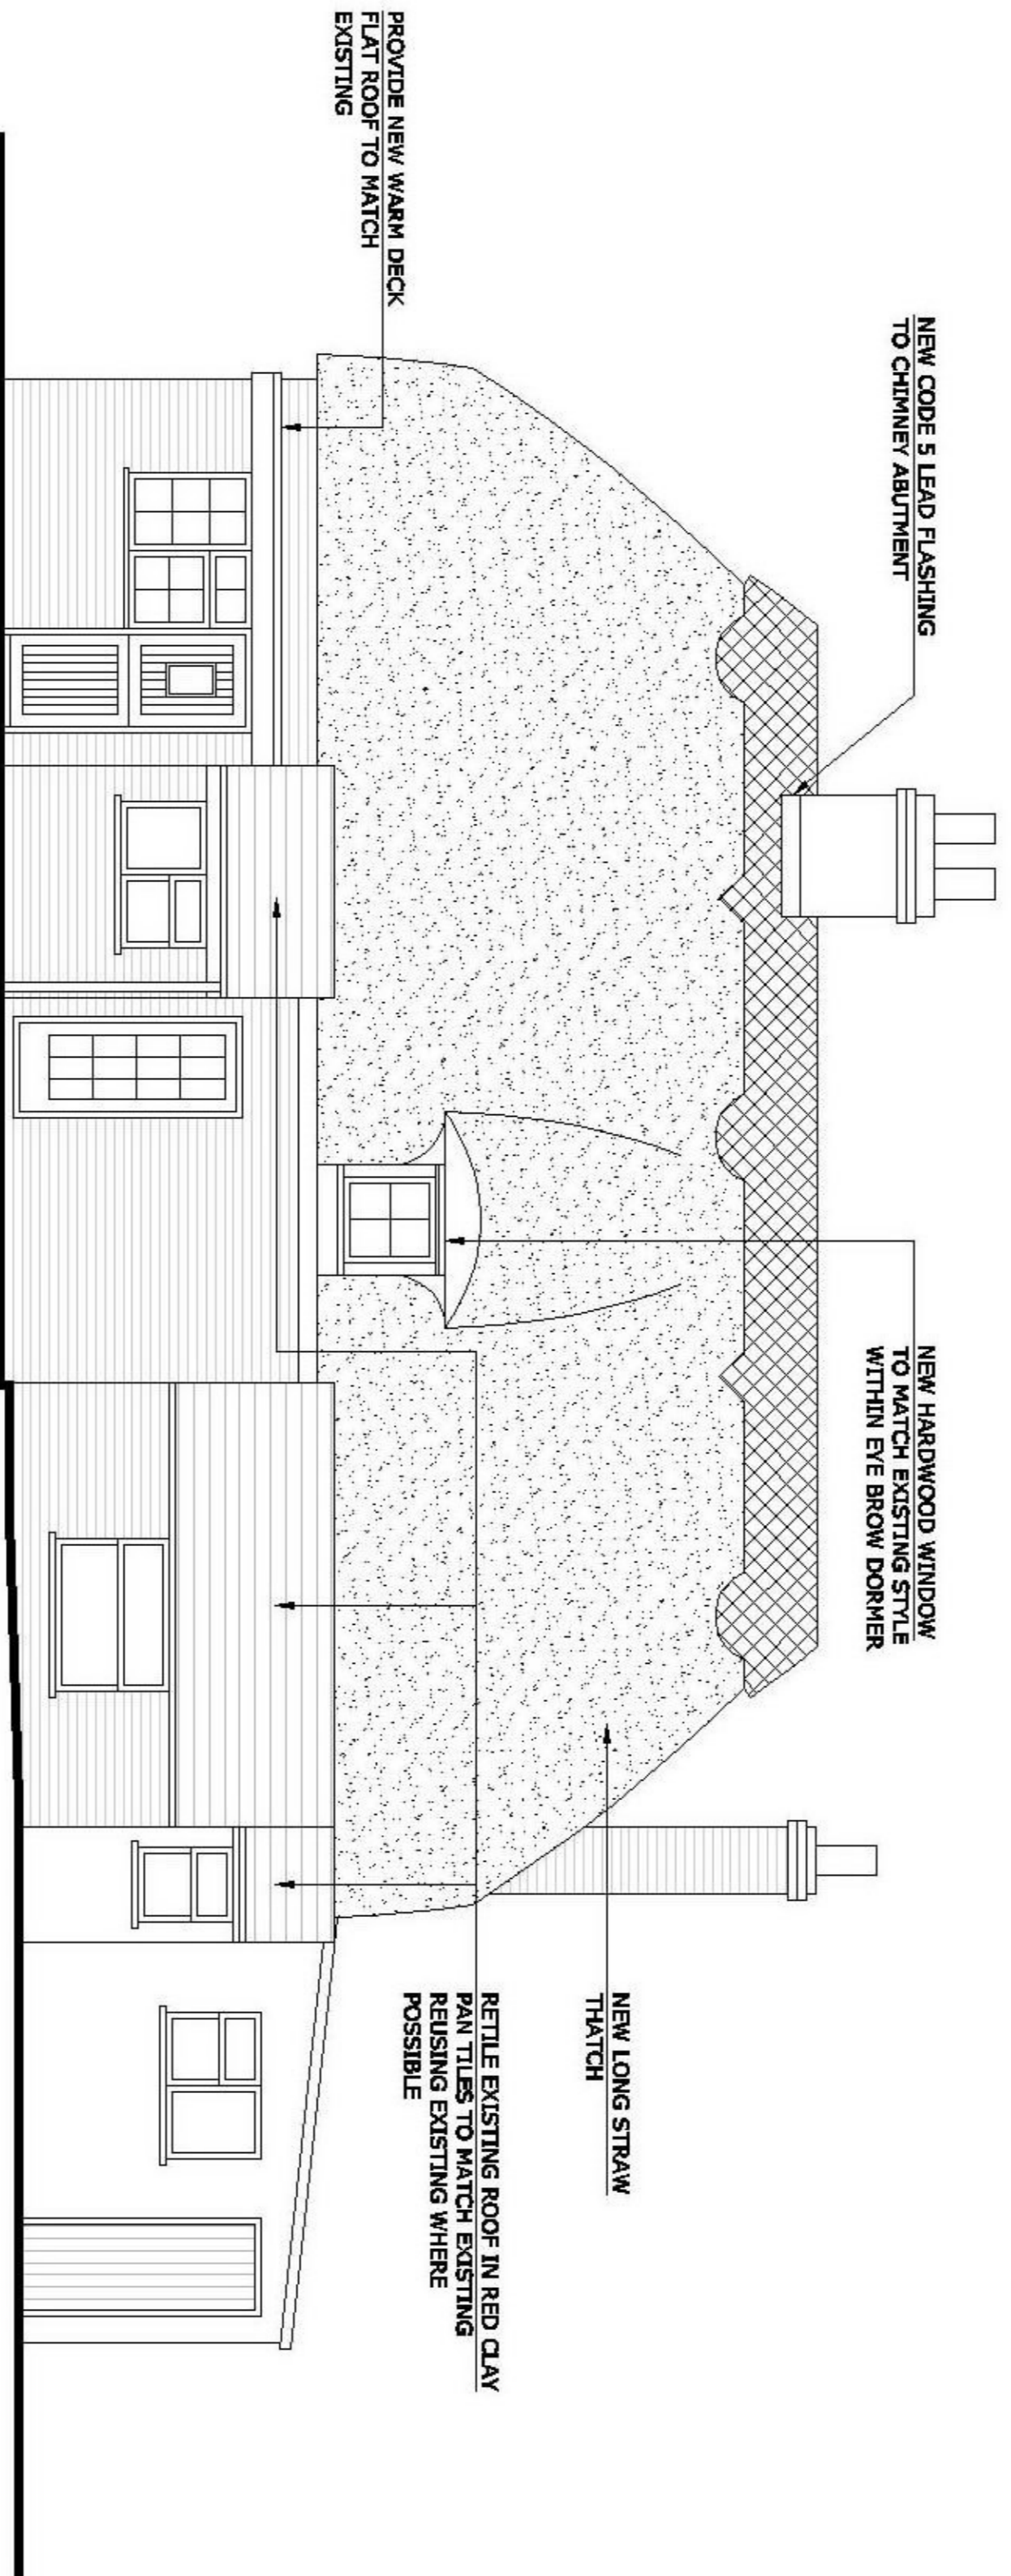 PROVIDE NEW WARM DECK
FLAT ROOF TO MATCH
EXISTING
NEW CODE 5 LEAD FLASHING
TO CHIMNEY ABUTMENT
NEW HARDWOOD WINDOW
TO MATCH EXISTING STYLE
WITHIN EYE BROW DORMER
NEW LONG STRAW
THATCH
RETILE EXISTING ROOF IN RED CLAY
PAN TILES TO MATCH EXISTING
REUSING EXISTING WHERE
POSSIBLE